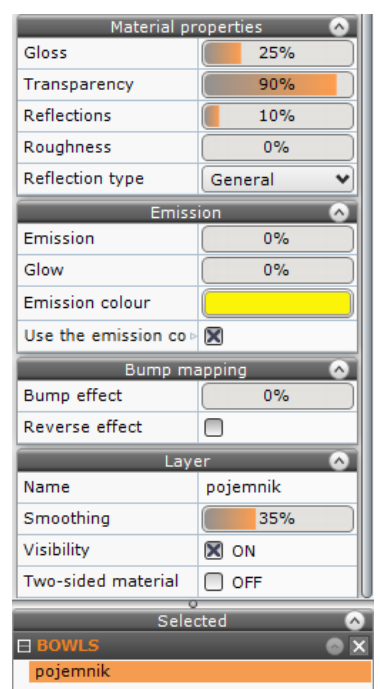 Material properties
Gloss 25%
Transparency 90%
Reflections 10%
Roughness 0%
Reflection type General
Emission
Emission 0%
Glow 0%
Emission colour
Use the emission co
Bump mapping
Bump effect 0%
Reverse effect
Layer
Name pojemnik
Smoothing 35%
Visibility ON
Two-sided material OFF
Selected
BOWLS
pojemnik